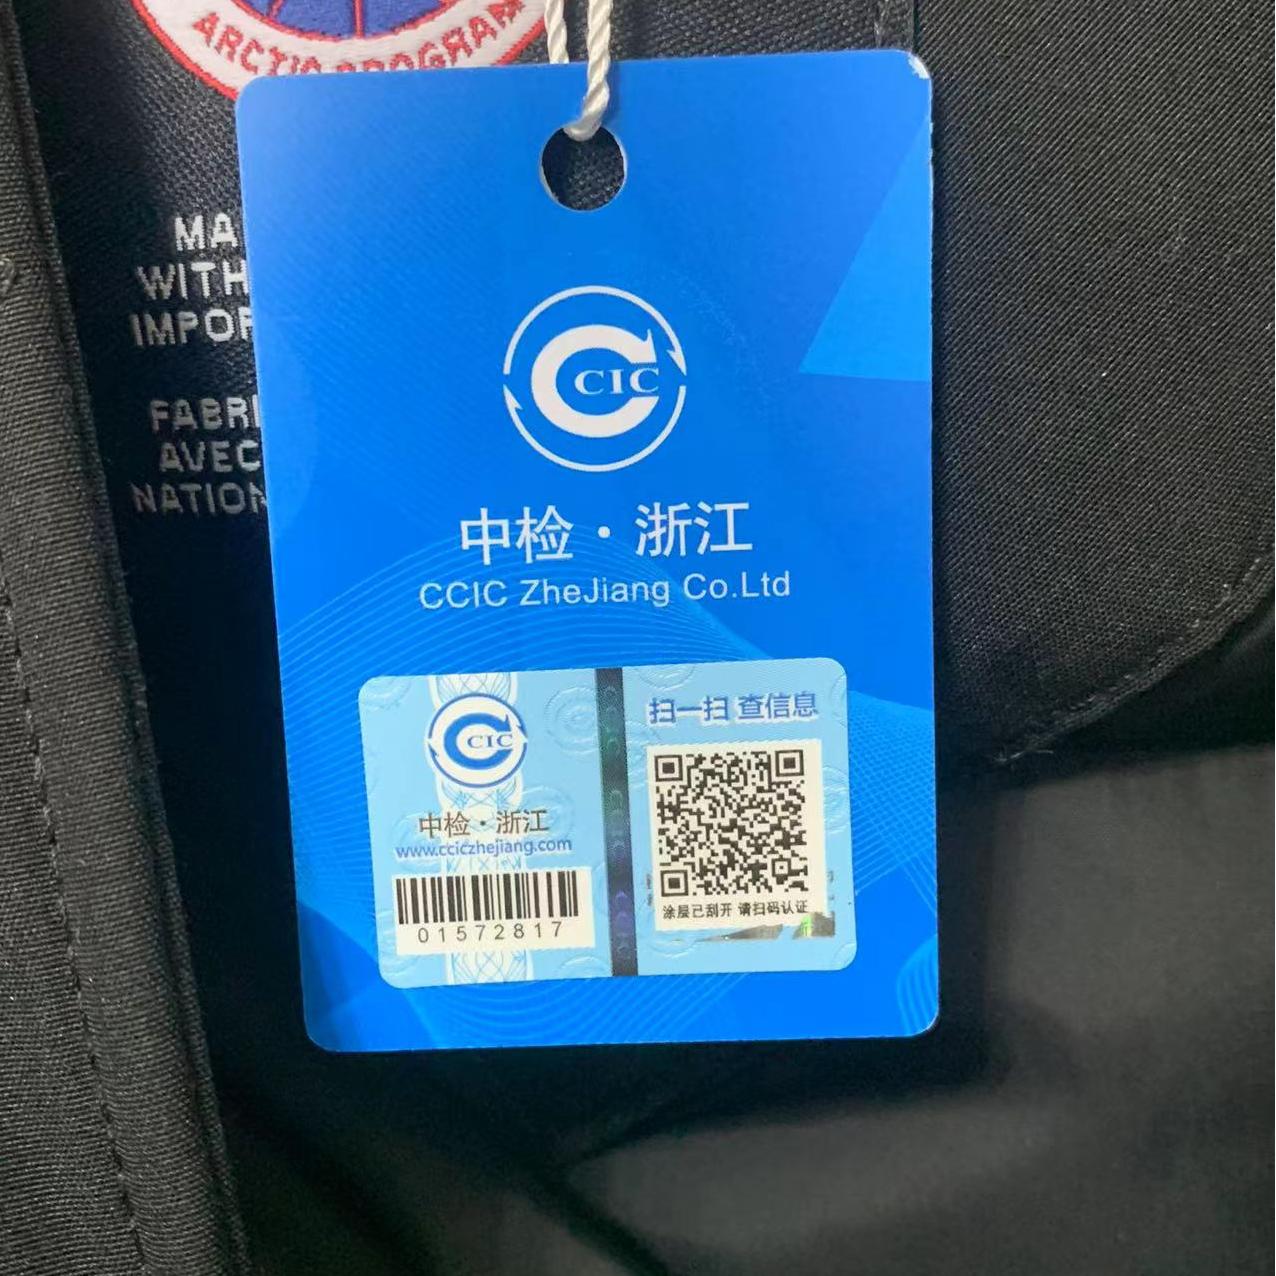 ARCTIC PROGRAM
MA
WITH
IMPOR
FABRI
AVEC
NATION
CIC
中检·浙江
CCIC ZheJiang Co.Ltd
CIC
中检·浙江
www.cciczhejiang.com
01572817
扫一扫 查信息
涂层已刮开 请扫码认证